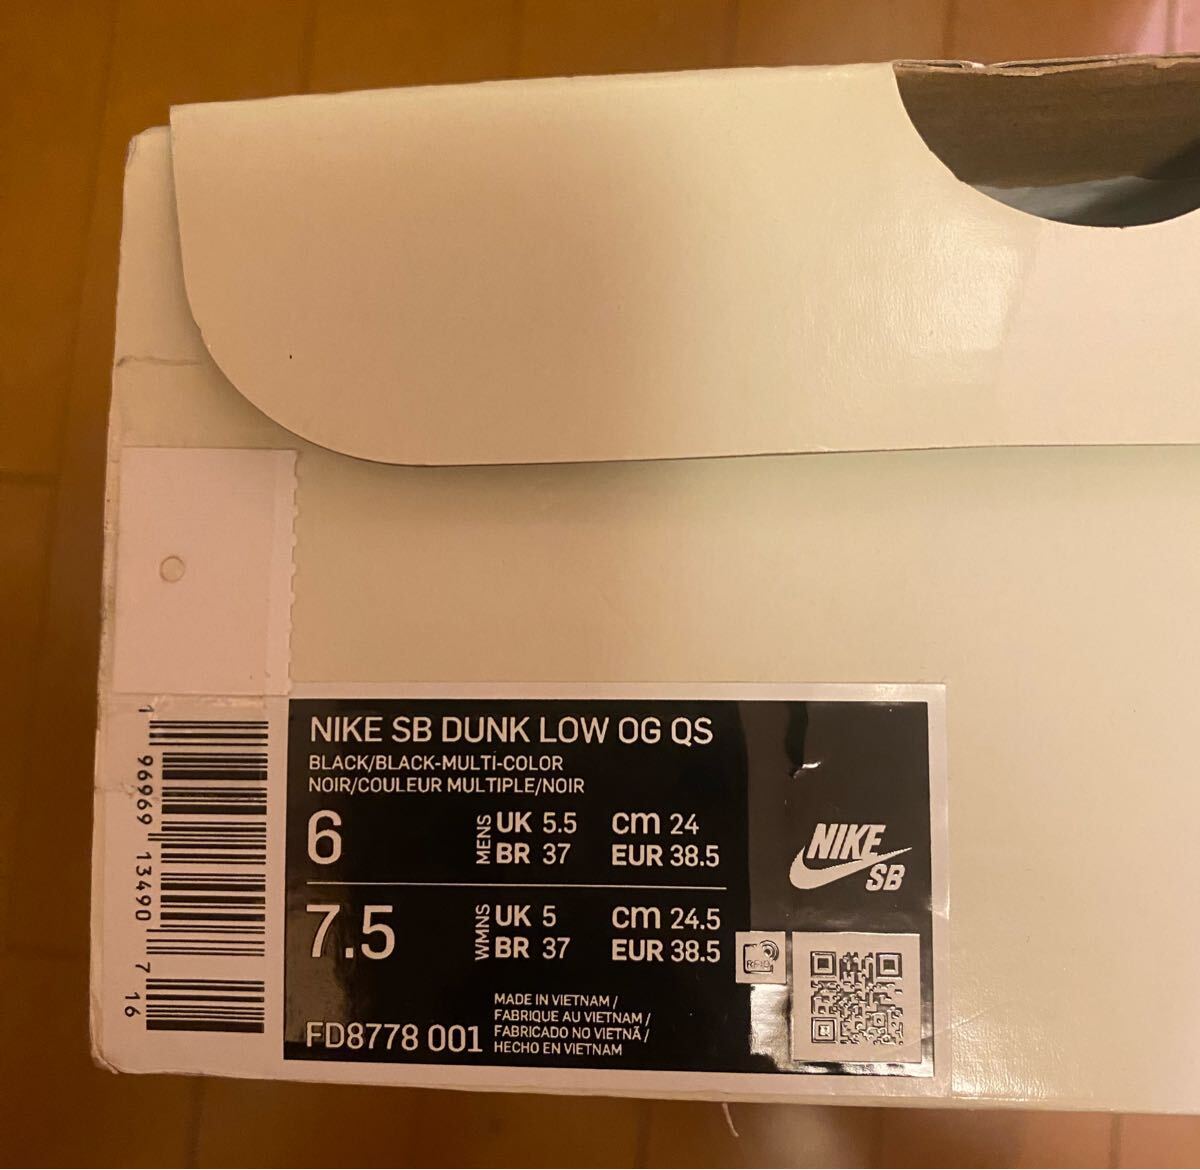 NIKE SB DUNK LOW OG QS
BLACK/BLACK-MULTI-COLOR
NOIR/COULEUR MULTIPLE/NOIR
6 MENS UK 5.5 cm 24
BR 37 EUR 38.5
7.5 WMNS UK 5 cm 24.5
BR 37 EUR 38.5
FD8778 001
MADE IN VIETNAM /
FABRIQUE AU VIETNAM /
FABRICADO NO VIETNÃ /
HECHO EN VIETNAM
NIKE
SB
RFID
1 96969 13490 7 16